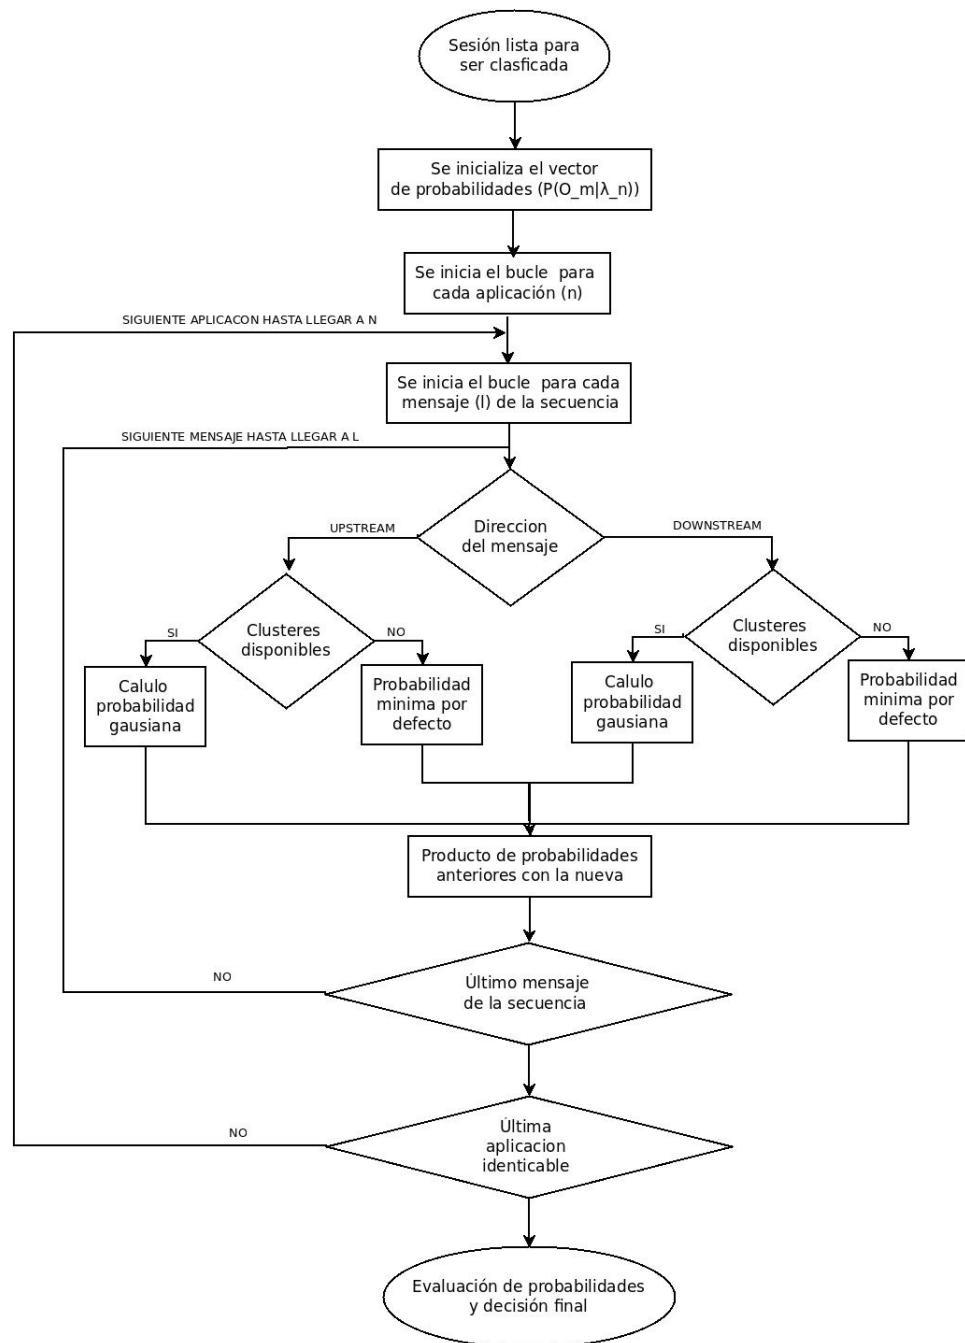 Sesión lista para
ser clasficada
Se inicializa el vector
de probabilidades (P(O_m|λ_n))
Se inicia el bucle  para
cada aplicación (n)
SIGUIENTE APLICACON HASTA LLEGAR A N
Se inicia el bucle  para cada
mensaje (l) de la secuencia
SIGUIENTE MENSAJE HASTA LLEGAR A L
Direccion
del mensaje
UPSTREAM
DOWNSTREAM
Clusteres
disponibles
SI
NO
Calulo
probabilidad
gausiana
Probabilidad
minima por
defecto
Clusteres
disponibles
SI
NO
Calulo
probabilidad
gausiana
Probabilidad
minima por
defecto
Producto de probabilidades
anteriores con la nueva
Último mensaje
de la secuencia
NO
Última
aplicacion
identicable
NO
Evaluación de probabilidades
y decisión final